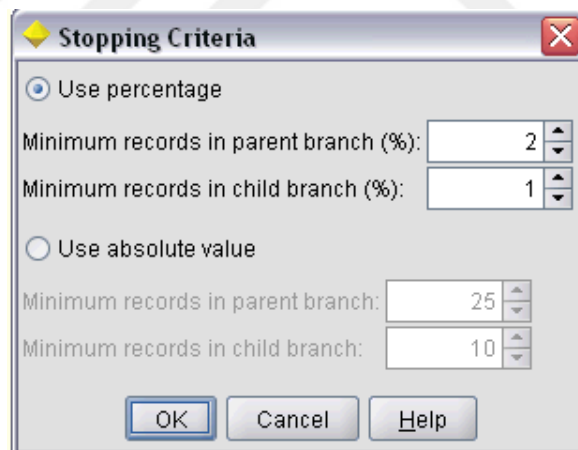 Stopping Criteria
Use percentage
Minimum records in parent branch (%): 2
Minimum records in child branch (%): 1
Use absolute value
Minimum records in parent branch: 25
Minimum records in child branch: 10
OK Cancel Help